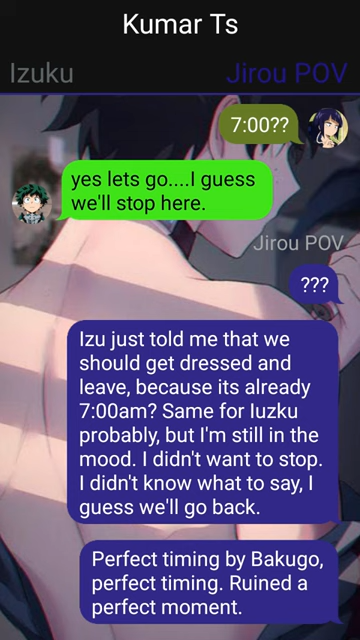 Kumar Ts
Izuku
Jirou POV
7:00??
yes lets go....I guess
we'll stop here.
Jirou POV
???
Izu just told me that we
should get dressed and
leave, because its already
7:00am? Same for Iuzku
probably, but I'm still in the
mood. I didn't want to stop.
I didn't know what to say, I
guess we'll go back.
Perfect timing by Bakugo,
perfect timing. Ruined a
perfect moment.